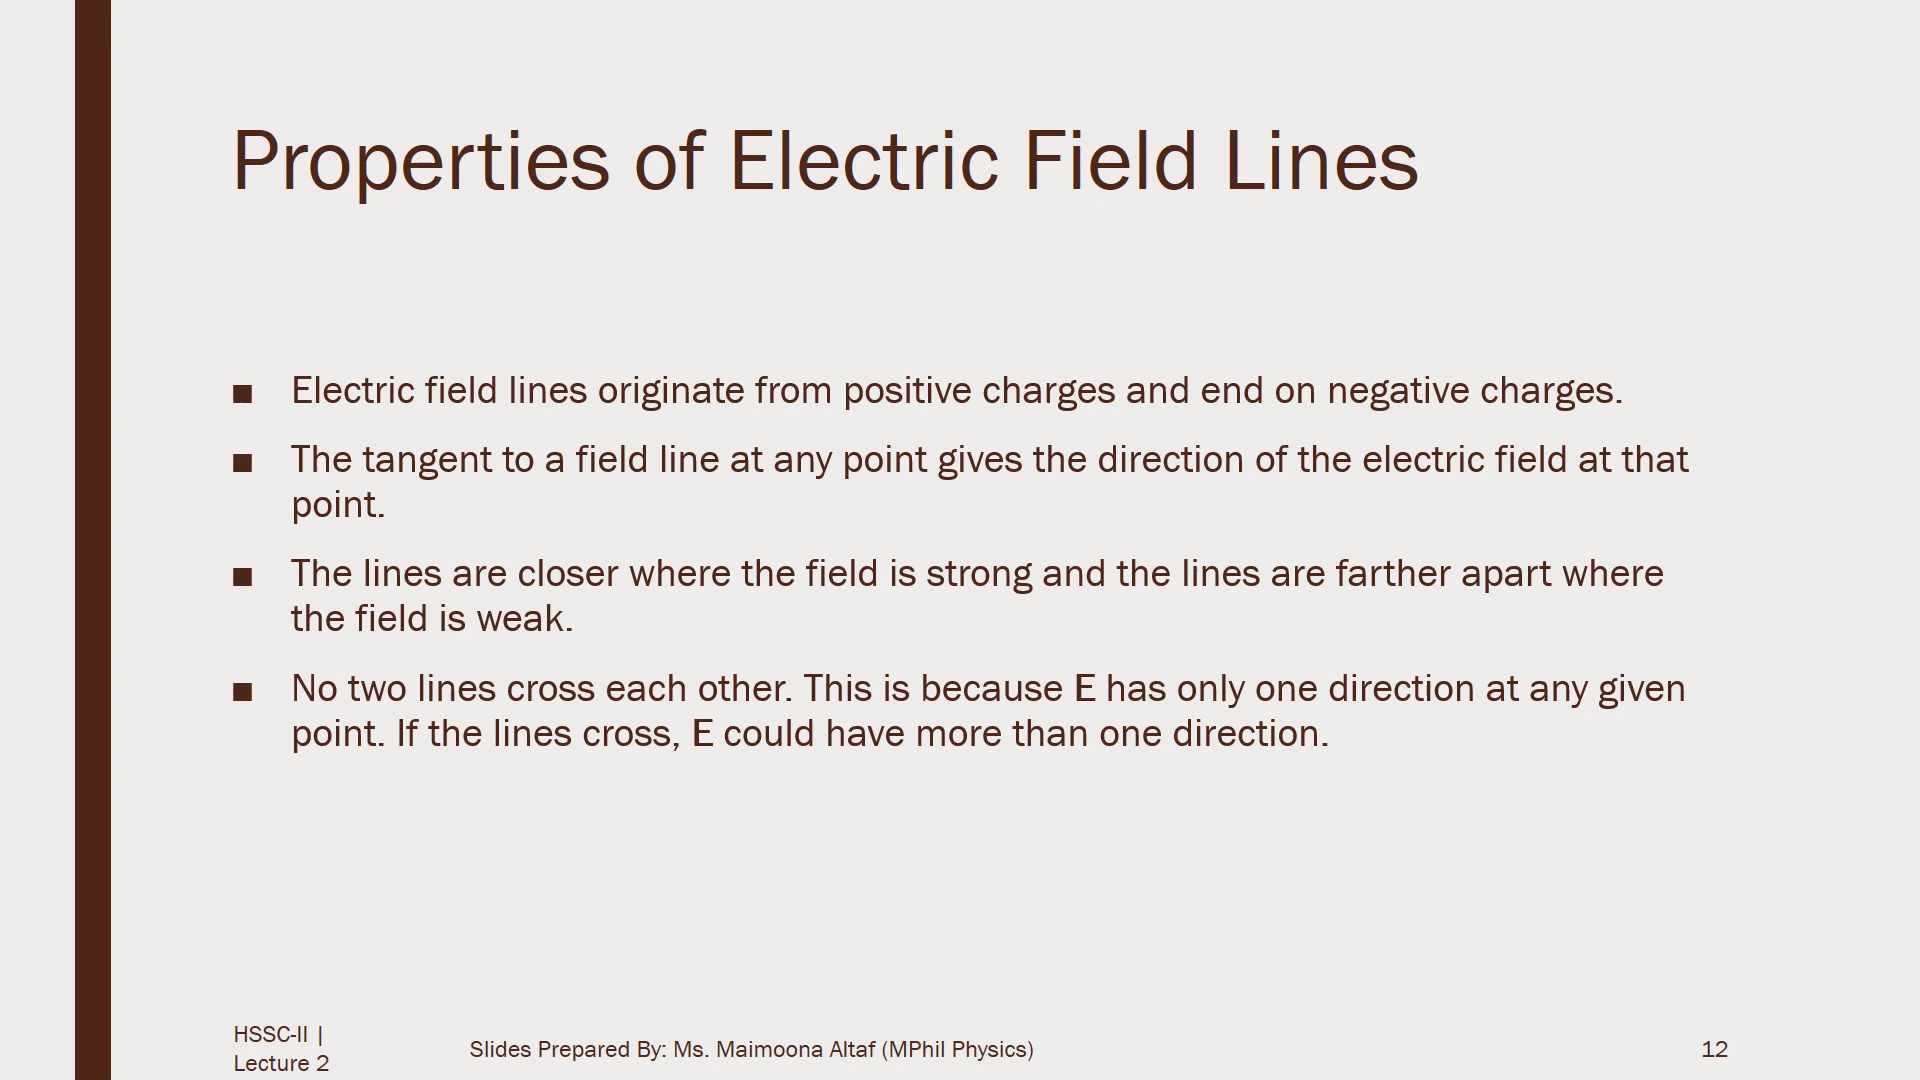 Properties of Electric Field Lines
■ Electric field lines originate from positive charges and end on negative charges.
■ The tangent to a field line at any point gives the direction of the electric field at that
point.
■ The lines are closer where the field is strong and the lines are farther apart where
the field is weak.
■ No two lines cross each other. This is because E has only one direction at any given
point. If the lines cross, E could have more than one direction.
HSSC-II |
Lecture 2
Slides Prepared By: Ms. Maimoona Altaf (MPhil Physics)
12